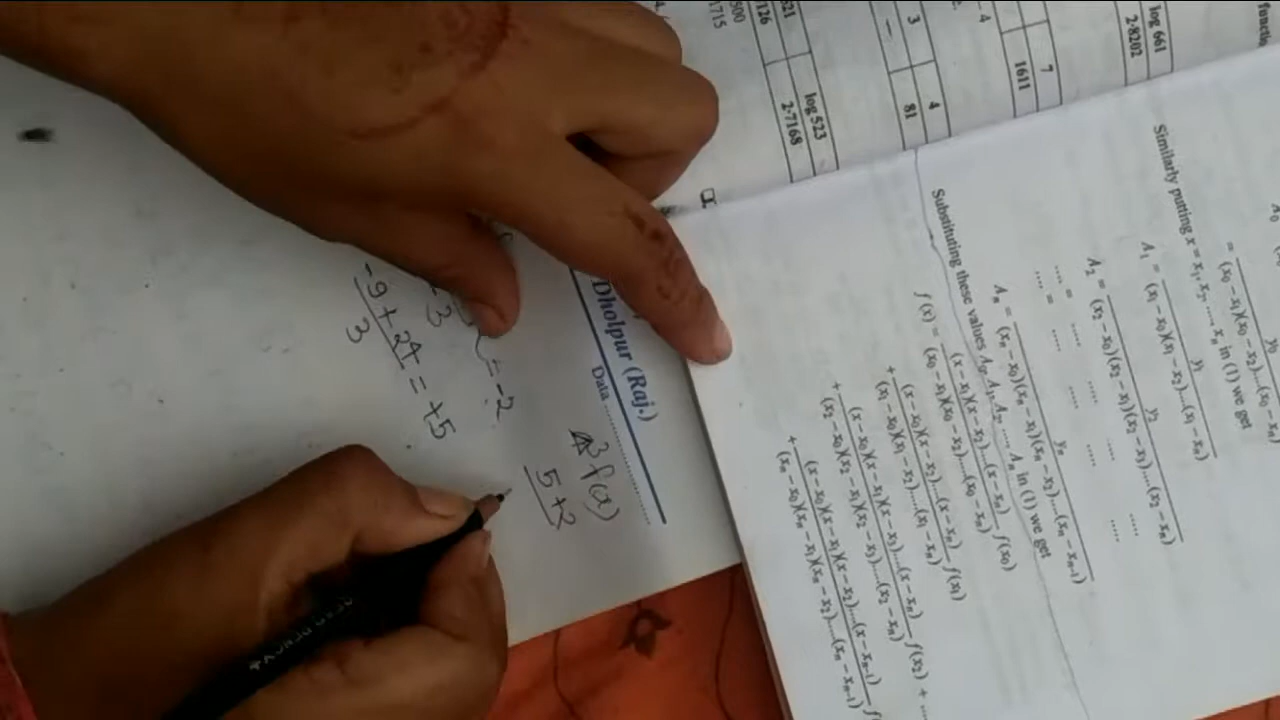 functio
log 661
2·8202
7
1611
4
3 4
81
log 523
2·7168
126
1715
500
y₀
= (x₀ – x₁)(x₀ – x₂)....(x₀ – xₙ)
Similarly putting x = x₁, x₂, ...., xₙ in (1) we get
A₁ = y₁ / (x₁ – x₀)(x₁ – x₂)....(x₁ – xₙ)
A₂ = y₂ / (x₂ – x₀)(x₂ – x₁)(x₂ – x₃)....(x₂ – xₙ)
.... = .... .... .... .... ....
.... = .... .... .... .... ....
Aₙ = yₙ / (xₙ – x₀)(xₙ – x₁)(xₙ – x₂)....(xₙ – xₙ₋₁)
Substituting these values A₀, A₁, A₂, ...., Aₙ in (1) we get
f(x) = (x – x₁)(x – x₂)....(x – xₙ) / (x₀ – x₁)(x₀ – x₂)....(x₀ – xₙ) f(x₀)
+ (x – x₀)(x – x₂)....(x – xₙ) / (x₁ – x₀)(x₁ – x₂)....(x₁ – xₙ) f(x₁)
+ (x – x₀)(x – x₁)(x – x₃)....(x – xₙ) / (x₂ – x₀)(x₂ – x₁)(x₂ – x₃)....(x₂ – xₙ) f(x₂) + ....
+ (x – x₀)(x – x₁)(x – x₂)....(x – xₙ₋₁) / (xₙ – x₀)(xₙ – x₁)(xₙ – x₂)....(xₙ – xₙ₋₁) f
Dholpur (Raj.)
Data ..............
Δ³f(x)
5+2
= -2
3
-9+24 / 3 = +5